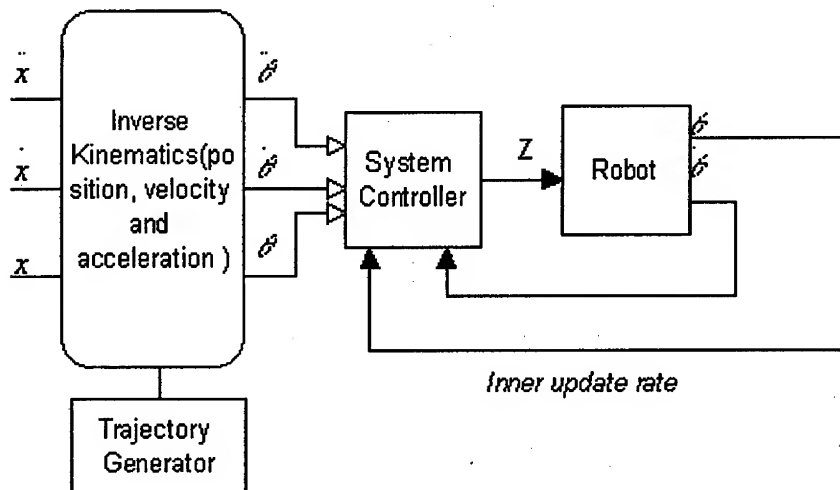 ẍ
θ̈
Inverse
Kinematics(po
sition, velocity
and
acceleration )
ẋ
θ̇
x
θ
System
Controller
Z
Robot
θ
θ̇
Inner update rate
Trajectory
Generator